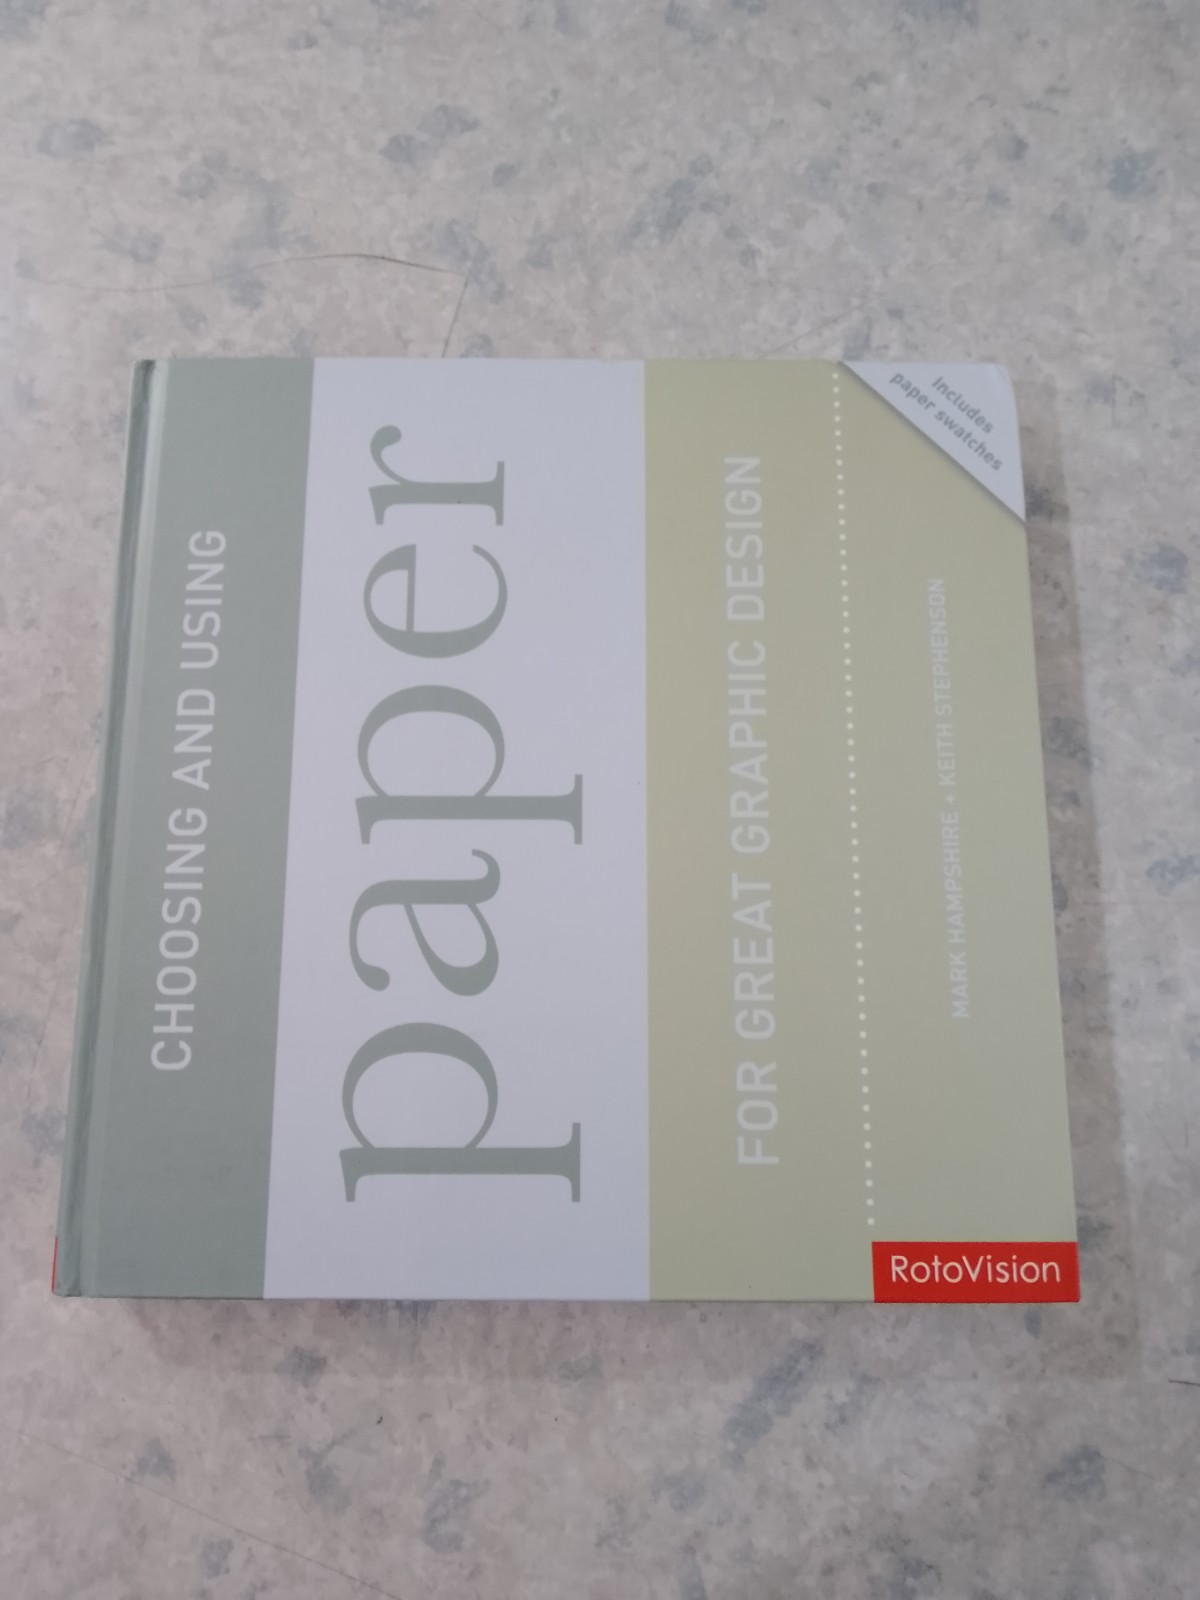 CHOOSING AND USING
paper
FOR GREAT GRAPHIC DESIGN
MARK HAMPSHIRE + KEITH STEPHENSON
Includes
paper swatches
RotoVision